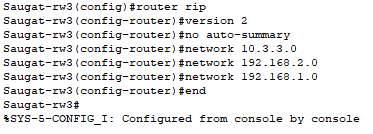 Saugat-rw3(config)#router rip
Saugat-rw3(config-router)#version 2
Saugat-rw3(config-router)#no auto-summary
Saugat-rw3(config-router)#network 10.3.3.0
Saugat-rw3(config-router)#network 192.168.2.0
Saugat-rw3(config-router)#network 192.168.1.0
Saugat-rw3(config-router)#end
Saugat-rw3#
%SYS-5-CONFIG_I: Configured from console by console